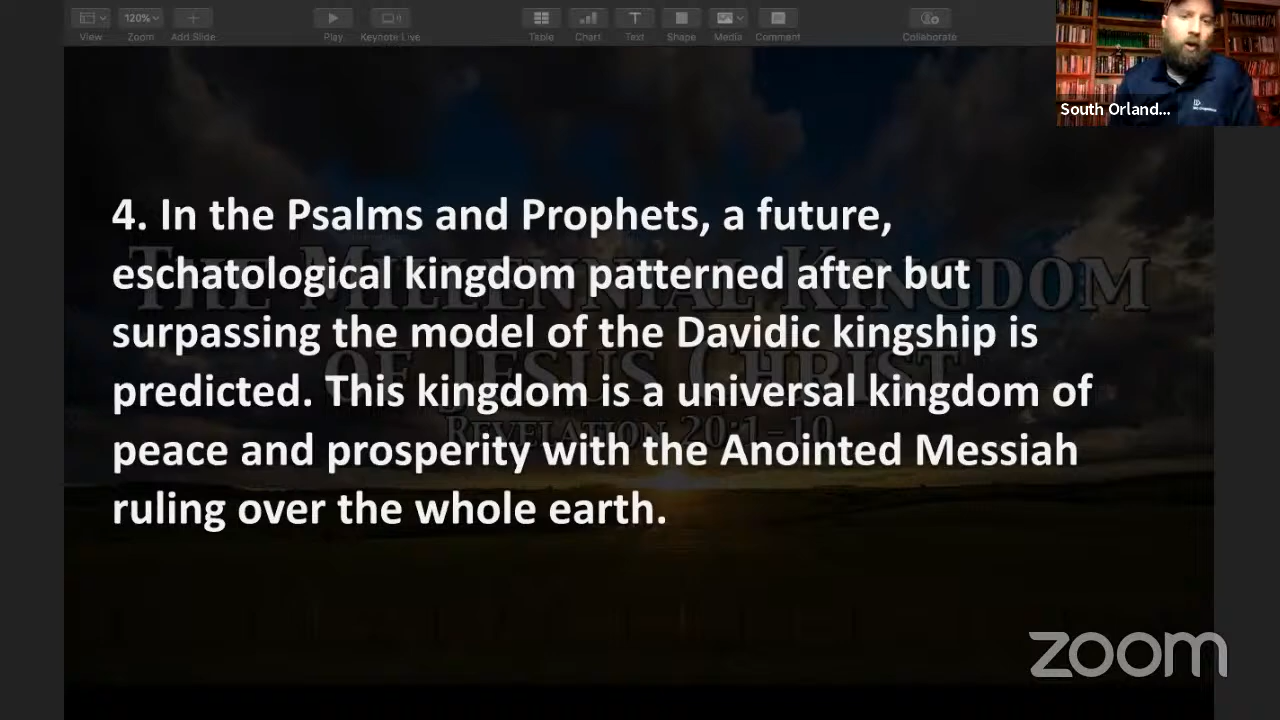 View
120%
Zoom
Add Slide
Play
Keynote Live
Table
Chart
Text
Shape
Media
Comment
Collaborate
South Orland...
4. In the Psalms and Prophets, a future,
eschatological kingdom patterned after but
surpassing the model of the Davidic kingship is
predicted. This kingdom is a universal kingdom of
peace and prosperity with the Anointed Messiah
ruling over the whole earth.
The Millennial Kingdom
of Jesus Christ
Revelation 20:1-10
zoom